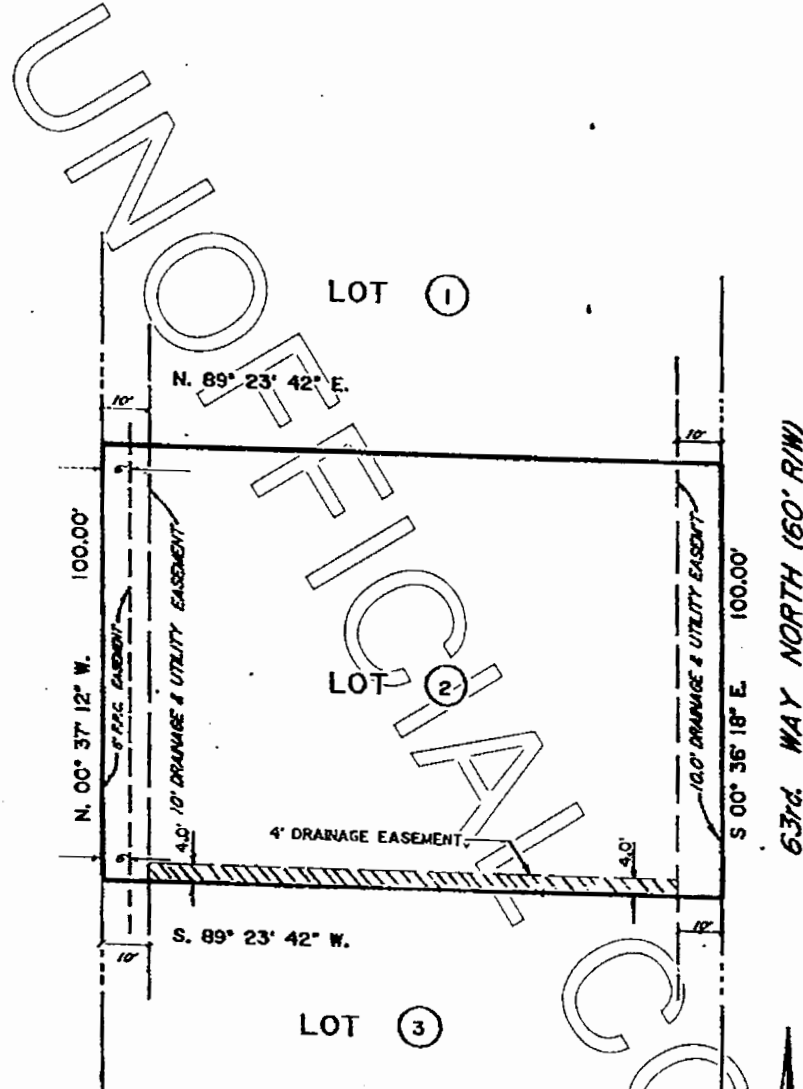 UNOFFICIAL CO
LOT 1
N. 89° 23' 42" E.
10'
10'
6'
N. 00° 37' 12" W. 100.00'
6' F.P.C. EASEMENT
10' DRAINAGE & UTILITY EASEMENT
LOT 2
10.0' DRAINAGE & UTILITY EASEM'T
S 00° 36' 18" E. 100.00'
63rd. WAY NORTH (60' R/W)
4' DRAINAGE EASEMENT
4.0'
4.0'
6'
S. 89° 23' 42" W.
10'
10'
LOT 3